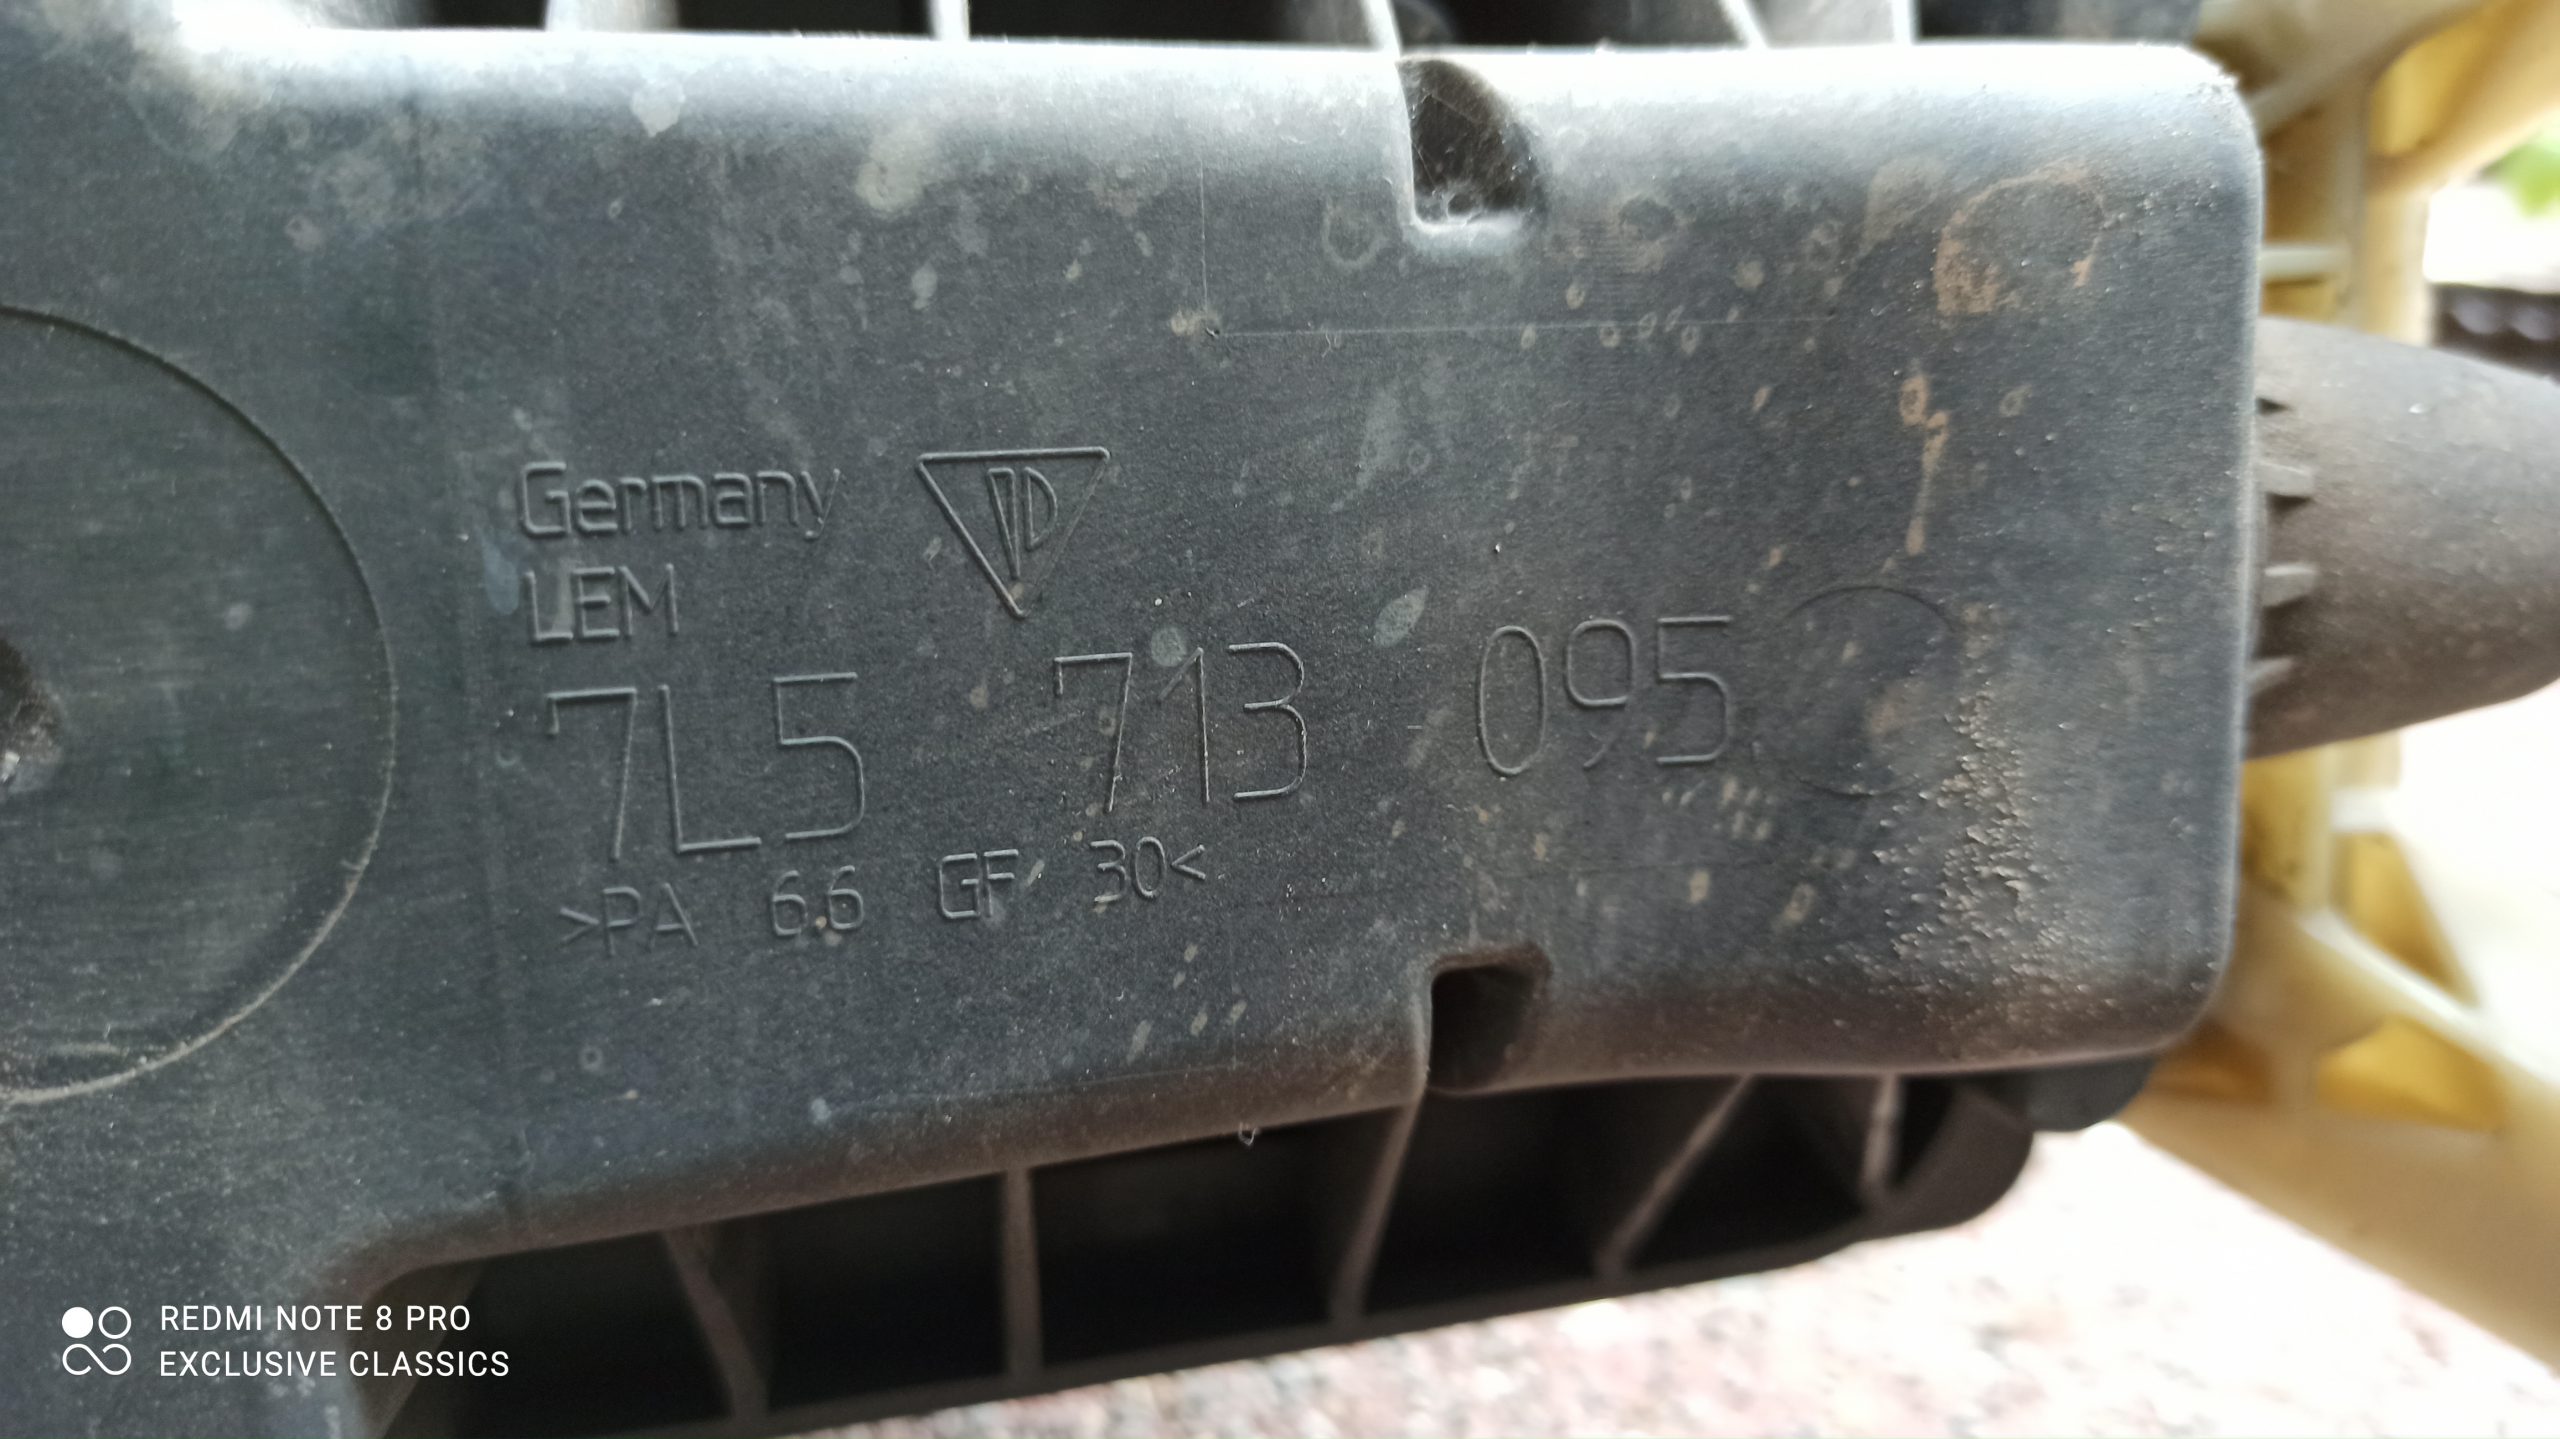 Germany
LEM
7L5 713 095
>PA 6.6 GF 30<
REDMI NOTE 8 PRO
EXCLUSIVE CLASSICS